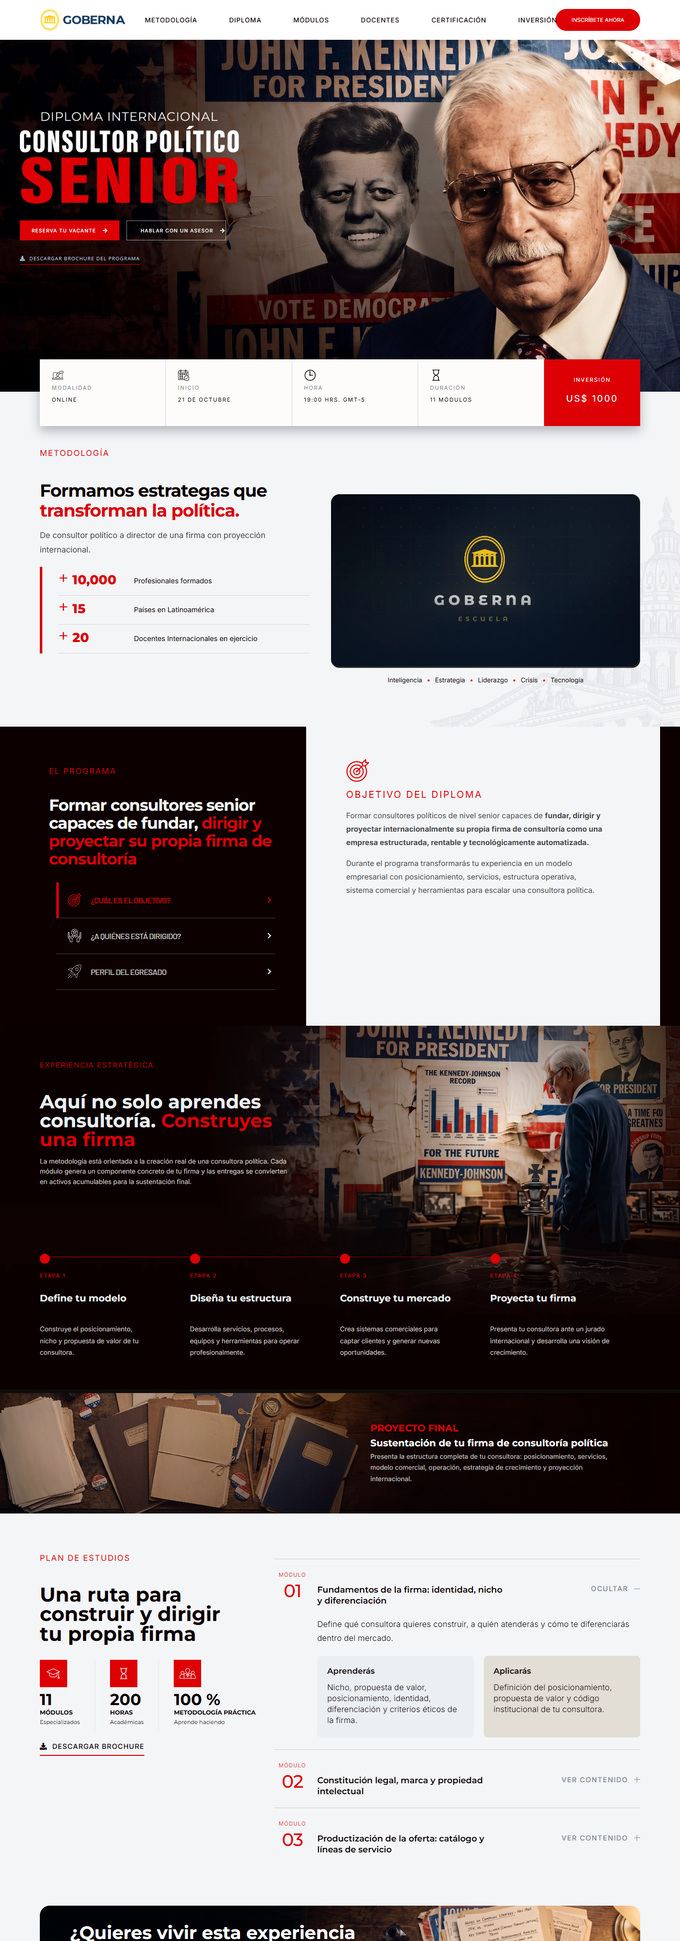 GOBERNA
METODOLOGÍA
DIPLOMA
MÓDULOS
DOCENTES
CERTIFICACIÓN
INVERSIÓN
INSCRÍBETE AHORA
JOHN F. KENNEDY
FOR PRESIDENT
DIPLOMA INTERNACIONAL
CONSULTOR POLÍTICO
SENIOR
RESERVA TU VACANTE
HABLAR CON UN ASESOR
DESCARGAR BROCHURE DEL PROGRAMA
VOTE DEMOCRAT
JOHN F. K
MODALIDAD
ONLINE
INICIO
21 DE OCTUBRE
HORA
19:00 HRS. GMT-5
DURACIÓN
11 MÓDULOS
INVERSIÓN
US$ 1000
METODOLOGÍA
Formamos estrategas que
transforman la política.
De consultor político a director de una firma con proyección
internacional.
+ 10,000 Profesionales formados
+ 15 Países en Latinoamérica
+ 20 Docentes Internacionales en ejercicio
GOBERNA
ESCUELA
Inteligencia • Estrategia • Liderazgo • Crisis • Tecnología
EL PROGRAMA
Formar consultores senior
capaces de fundar, dirigir y
proyectar su propia firma de
consultoría
¿CUÁL ES EL OBJETIVO?
¿A QUIÉNES ESTÁ DIRIGIDO?
PERFIL DEL EGRESADO
OBJETIVO DEL DIPLOMA
Formar consultores políticos de nivel senior capaces de fundar, dirigir y
proyectar internacionalmente su propia firma de consultoría como una
empresa estructurada, rentable y tecnológicamente automatizada.
Durante el programa transformarás tu experiencia en un modelo
empresarial con posicionamiento, servicios, estructura operativa,
sistema comercial y herramientas para escalar una consultora política.
EXPERIENCIA ESTRATÉGICA
Aquí no solo aprendes
consultoría. Construyes
una firma
La metodología está orientada a la creación real de una consultora política. Cada
módulo genera un componente concreto de tu firma y las entregas se convierten
en activos acumulables para la sustentación final.
JOHN F. KENNEDY
FOR PRESIDENT
THE KENNEDY-JOHNSON
RECORD
FOR THE FUTURE
KENNEDY-JOHNSON
FOR PRESIDENT
A TIME FOR
GREATNES
ETAPA 1
Define tu modelo
Construye el posicionamiento,
nicho y propuesta de valor de tu
consultora.
ETAPA 2
Diseña tu estructura
Desarrolla servicios, procesos,
equipos y herramientas para operar
profesionalmente.
ETAPA 3
Construye tu mercado
Crea sistemas comerciales para
captar clientes y generar nuevas
oportunidades.
ETAPA
Proyecta tu firma
Presenta tu consultora ante un jurado
internacional y desarrolla una visión de
crecimiento.
PROYECTO FINAL
Sustentación de tu firma de consultoría política
Presenta la estructura completa de tu consultora: posicionamiento, servicios,
modelo comercial, operación, estrategia de crecimiento y proyección
internacional.
PLAN DE ESTUDIOS
Una ruta para
construir y dirigir
tu propia firma
11
MÓDULOS
Especializados
200
HORAS
Académicas
100 %
METODOLOGÍA PRÁCTICA
Aprende haciendo
DESCARGAR BROCHURE
MÓDULO
01
Fundamentos de la firma: identidad, nicho
y diferenciación
OCULTAR —
Define qué consultora quieres construir, a quién atenderás y cómo te diferenciarás
dentro del mercado.
Aprenderás
Nicho, propuesta de valor,
posicionamiento, identidad,
diferenciación y criterios éticos de
la firma.
Aplicarás
Definición del posicionamiento,
propuesta de valor y código
institucional de tu consultora.
MÓDULO
02
Constitución legal, marca y propiedad
intelectual
VER CONTENIDO +
MÓDULO
03
Productización de la oferta: catálogo y
líneas de servicio
VER CONTENIDO +
¿Quieres vivir esta experiencia